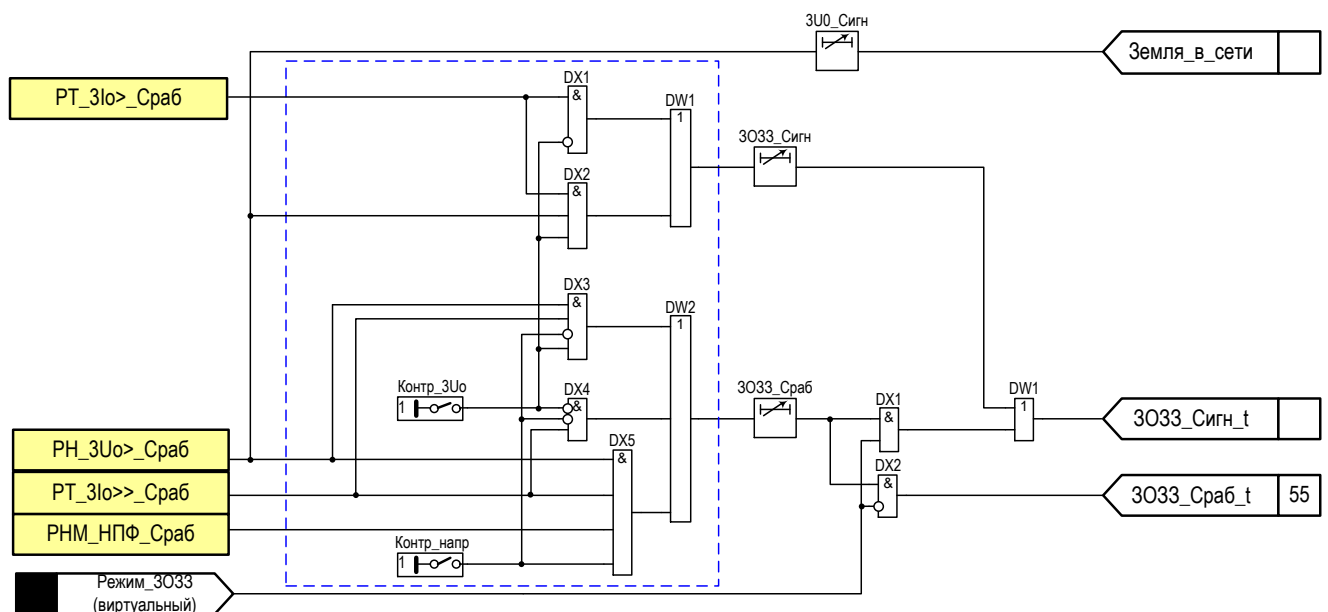 3U0_Сигн
Земля_в_сети
РТ_3Io>_Сраб
DX1
&
DW1
1
ЗОЗЗ_Сигн
DX2
&
DX3
&
DW2
1
Контр_3Uo
1
DX4
&
ЗОЗЗ_Сраб
DX1
&
DW1
1
ЗОЗЗ_Сигн_t
РН_3Uo>_Сраб
DX5
&
РТ_3Io>>_Сраб
DX2
&
ЗОЗЗ_Сраб_t
55
РНМ_НПФ_Сраб
Контр_напр
1
Режим_ЗОЗЗ
(виртуальный)